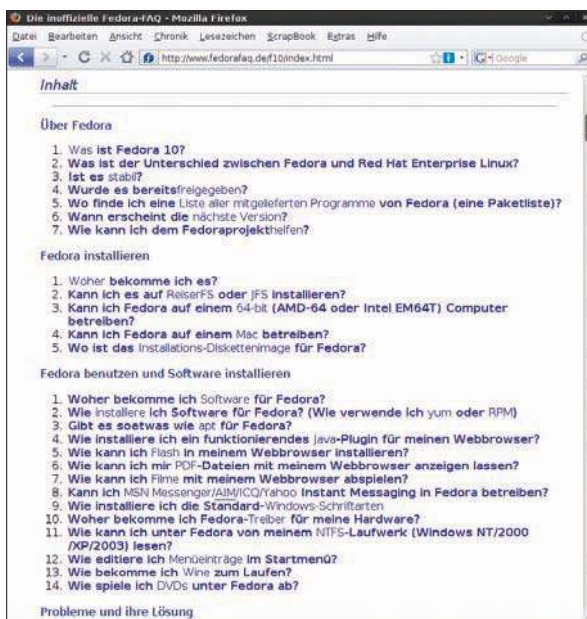 Die inoffizielle Fedora-FAQ - Mozilla Firefox
Datei Bearbeiten Ansicht Chronik Lesezeichen ScrapBook Extras Hilfe
http://www.fedorafaq.de/f10/index.html Google
Inhalt
Über Fedora
1. Was ist Fedora 10?
2. Was ist der Unterschied zwischen Fedora und Red Hat Enterprise Linux?
3. Ist es stabil?
4. Wurde es bereitsfreigegeben?
5. Wo finde ich eine Liste aller mitgelieferten Programme von Fedora (eine Paketliste)?
6. Wann erscheint die nächste Version?
7. Wie kann ich dem Fedoraprojekthelfen?
Fedora installieren
1. Woher bekomme ich es?
2. Kann ich es auf ReiserFS oder JFS installieren?
3. Kann ich Fedora auf einem 64-bit (AMD-64 oder Intel EM64T) Computer
betreiben?
4. Kann ich Fedora auf einem Mac betreiben?
5. Wo ist das Installations-Diskettenimage für Fedora?
Fedora benutzen und Software installieren
1. Woher bekomme ich Software für Fedora?
2. Wie installiere ich Software für Fedora? (Wie verwende ich yum oder RPM)
3. Gibt es soetwas wie apt für Fedora?
4. Wie installiere ich ein funktionierendes Java-Plugin für meinen Webbrowser?
5. Wie kann ich Flash in meinem Webbrowser installieren?
6. Wie kann ich mir PDF-Dateien mit meinem Webbrowser anzeigen lassen?
7. Wie kann ich Filme mit meinem Webbrowser abspielen?
8. Kann ich MSN Messenger/AIM/ICQ/Yahoo Instant Messaging in Fedora betreiben?
9. Wie installiere ich die Standard-Windows-Schriftarten
10. Woher bekomme ich Fedora-Treiber für meine Hardware?
11. Wie kann ich unter Fedora von meinem NTFS-Laufwerk (Windows NT/2000
/XP/2003) lesen?
12. Wie editiere ich Menüeinträge im Startmenü?
13. Wie bekomme ich Wine zum Laufen?
14. Wie spiele ich DVDs unter Fedora ab?
Probleme und ihre Lösung